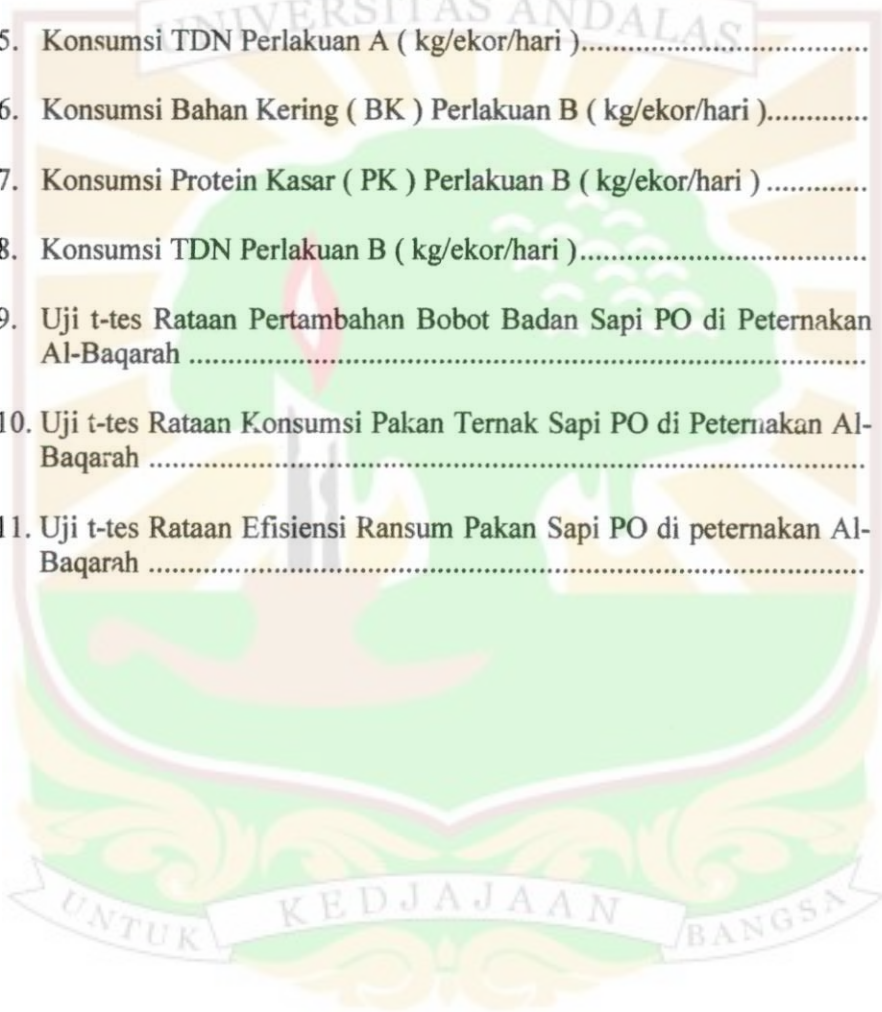 UNIVERSITAS ANDALAS
5. Konsumsi TDN Perlakuan A ( kg/ekor/hari )....................................
6. Konsumsi Bahan Kering ( BK ) Perlakuan B ( kg/ekor/hari ).............
7. Konsumsi Protein Kasar ( PK ) Perlakuan B ( kg/ekor/hari ) .............
8. Konsumsi TDN Perlakuan B ( kg/ekor/hari )....................................
9. Uji t-tes Rataan Pertambahan Bobot Badan Sapi PO di Peternakan
Al-Baqarah ......................................................................................
10. Uji t-tes Rataan Konsumsi Pakan Ternak Sapi PO di Peternakan Al-
Baqarah ...........................................................................................
11. Uji t-tes Rataan Efisiensi Ransum Pakan Sapi PO di peternakan Al-
Baqarah ...........................................................................................
UNTUK KEDJAJAAN BANGSA